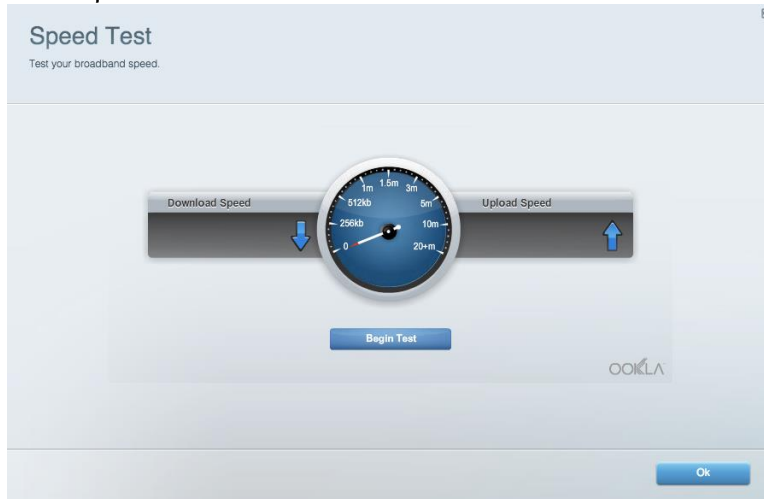 Speed Test
Test your broadband speed.
Download Speed
Upload Speed
0
256kb
512kb
1m
1.5m
3m
5m
10m
20+m
Begin Test
OOKLA
Ok